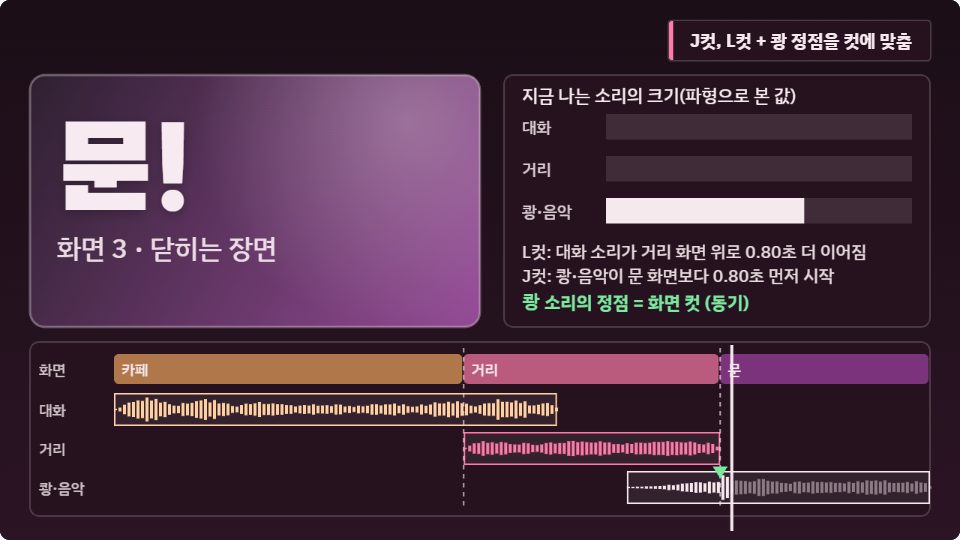 J컷, L컷 + 쾅 정점을 컷에 맞춤
문!
화면 3 · 닫히는 장면
지금 나는 소리의 크기(파형으로 본 값)
대화
거리
쾅·음악
L컷: 대화 소리가 거리 화면 위로 0.80초 더 이어짐
J컷: 쾅·음악이 문 화면보다 0.80초 먼저 시작
쾅 소리의 정점 = 화면 컷 (동기)
화면
카페
거리
문
대화
거리
쾅·음악